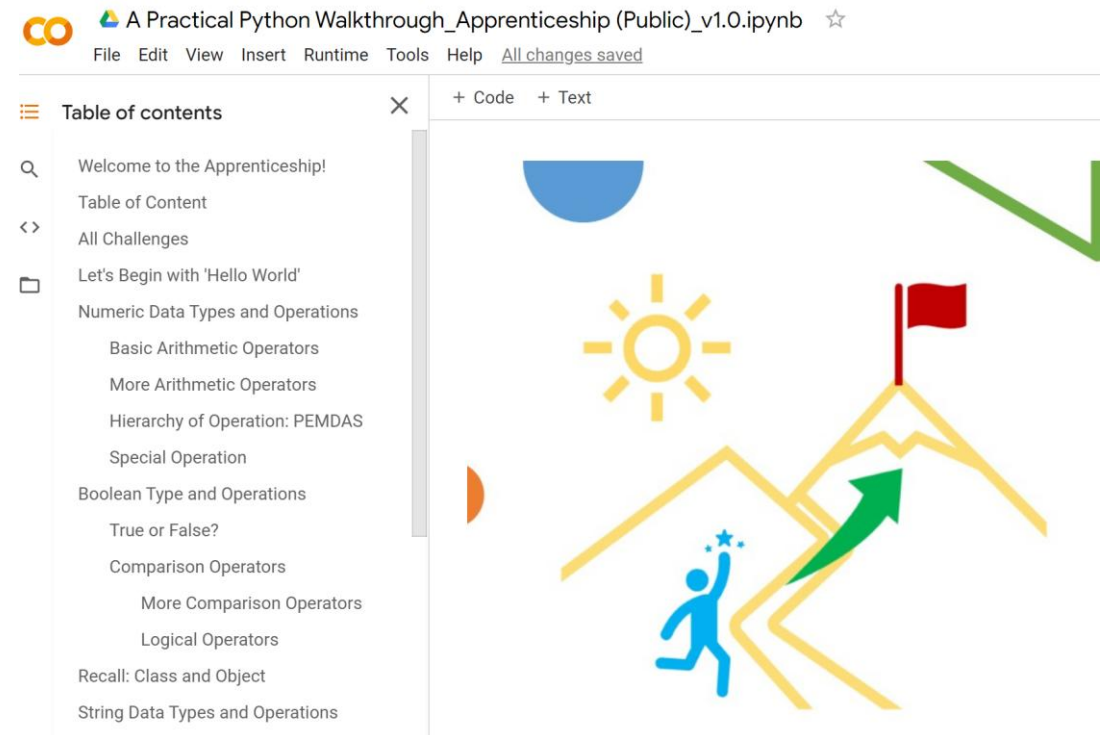 A Practical Python Walkthrough_Apprenticeship (Public)_v1.0.ipynb
File Edit View Insert Runtime Tools Help All changes saved
Table of contents
+ Code + Text
Welcome to the Apprenticeship!
Table of Content
All Challenges
Let's Begin with 'Hello World'
Numeric Data Types and Operations
Basic Arithmetic Operators
More Arithmetic Operators
Hierarchy of Operation: PEMDAS
Special Operation
Boolean Type and Operations
True or False?
Comparison Operators
More Comparison Operators
Logical Operators
Recall: Class and Object
String Data Types and Operations